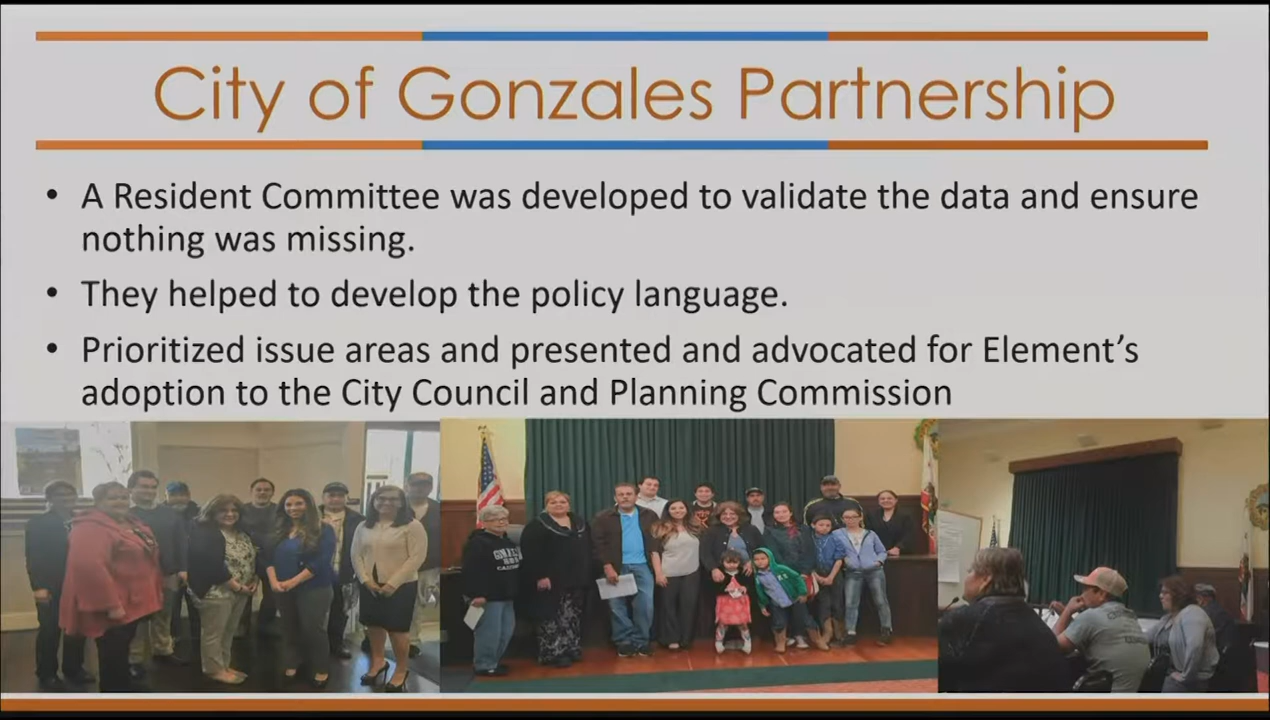 City of Gonzales Partnership
• A Resident Committee was developed to validate the data and ensure
nothing was missing.
• They helped to develop the policy language.
• Prioritized issue areas and presented and advocated for Element’s
adoption to the City Council and Planning Commission